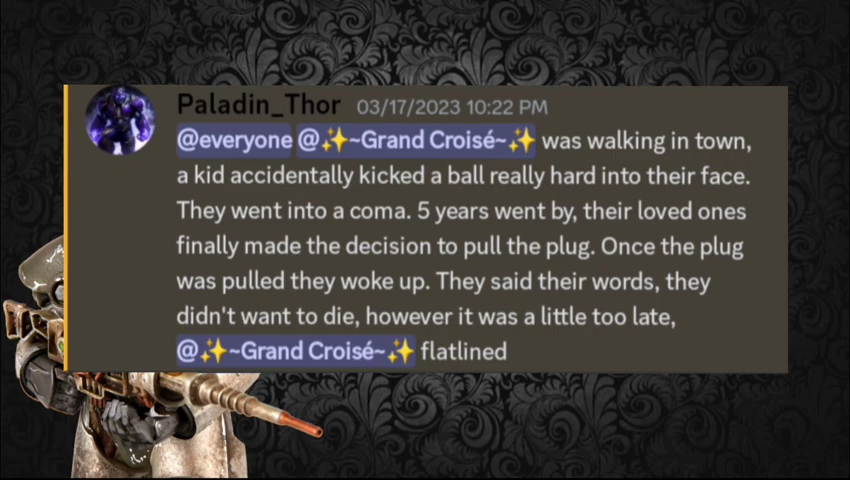 Paladin_Thor 03/17/2023 10:22 PM
@everyone @✨~Grand Croisé~✨ was walking in town,
a kid accidentally kicked a ball really hard into their face.
They went into a coma. 5 years went by, their loved ones
finally made the decision to pull the plug. Once the plug
was pulled they woke up. They said their words, they
didn't want to die, however it was a little too late,
@✨~Grand Croisé~✨ flatlined